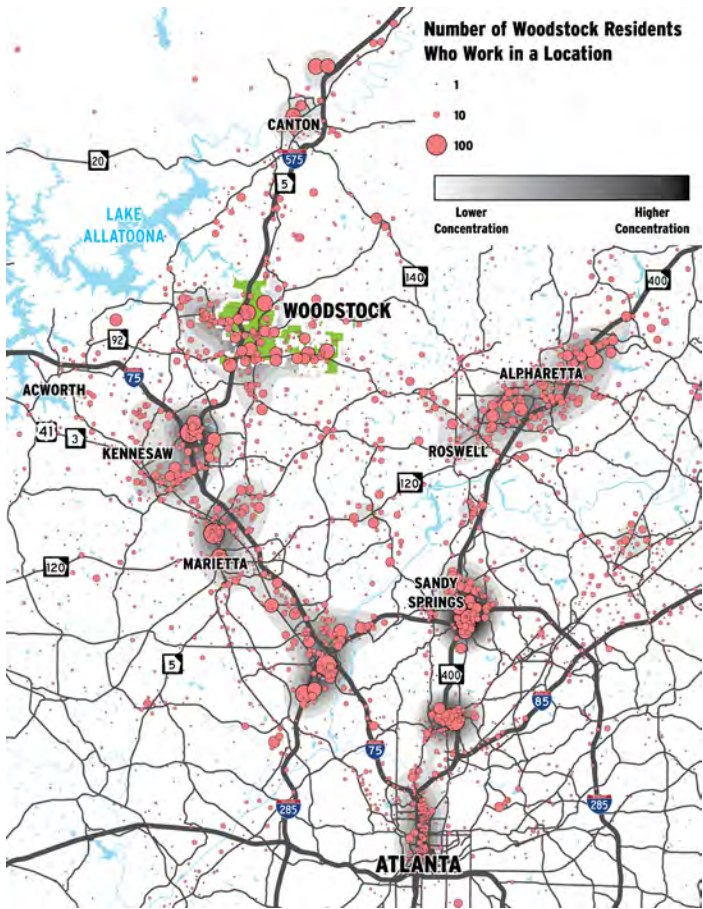 Number of Woodstock Residents
Who Work in a Location
1
10
100
Lower
Concentration
Higher
Concentration
CANTON
575
20
5
LAKE
ALLATOONA
140
400
WOODSTOCK
92
ALPHARETTA
75
ACWORTH
41
3
KENNESAW
ROSWELL
120
MARIETTA
120
SANDY
SPRINGS
5
400
85
75
285
285
ATLANTA